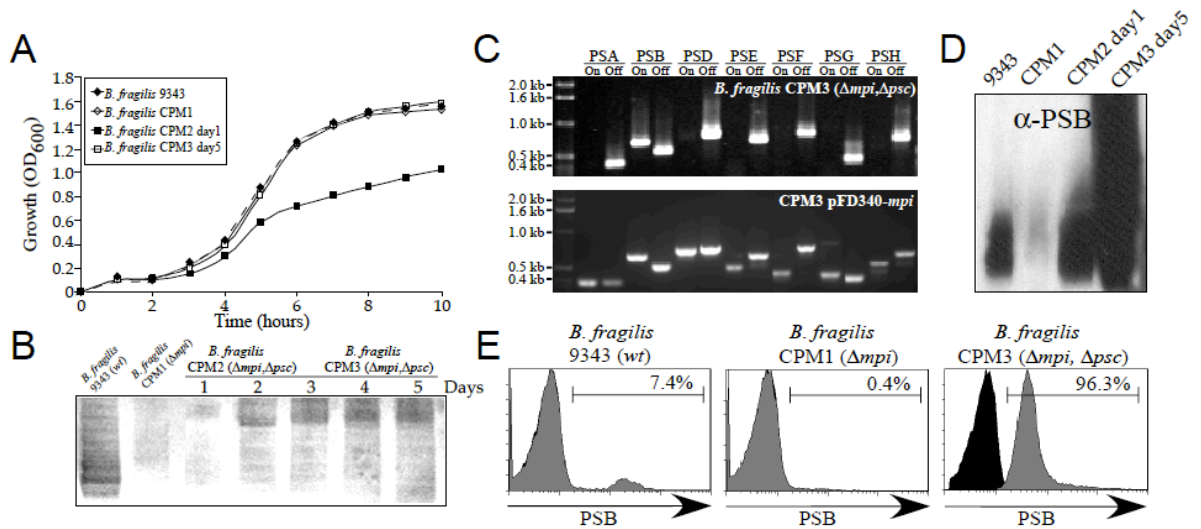 A
1.8
1.6
1.4
1.2
1.0
0.8
0.6
0.4
0.2
0
Growth (OD600)
B. fragilis 9343
B. fragilis CPM1
B. fragilis CPM2 day1
B. fragilis CPM3 day5
0 2 4 6 8 10
Time (hours)
B
B. fragilis 9343 (wt)
B. fragilis CPM1 (Δmpi)
B. fragilis CPM2 (Δmpi,Δpsc)
B. fragilis CPM3 (Δmpi,Δpsc)
1 2 3 4 5 Days
C
PSA PSB PSD PSE PSF PSG PSH
On Off On Off On Off On Off On Off On Off On Off
B. fragilis CPM3 (Δmpi,Δpsc)
2.0 kb
1.6 kb
1.0 kb
0.5 kb
0.4 kb
CPM3 pFD340-mpi
2.0 kb
1.6 kb
1.0 kb
0.5 kb
0.4 kb
D
9343 CPM1 CPM2 day1 CPM3 day5
α-PSB
E
B. fragilis
9343 (wt)
7.4%
PSB
B. fragilis
CPM1 (Δmpi)
0.4%
PSB
B. fragilis
CPM3 (Δmpi, Δpsc)
96.3%
PSB